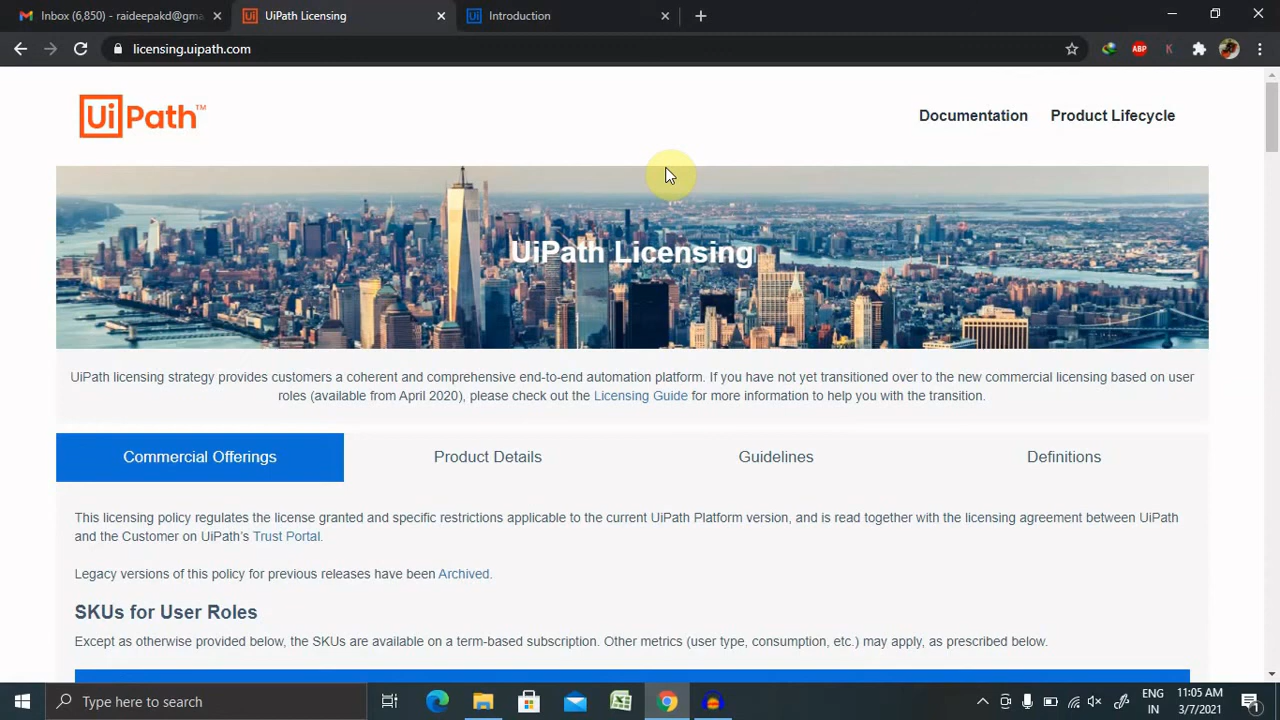 Inbox (6,850) - raideepakd@gma
UiPath Licensing
Introduction
licensing.uipath.com
ABP
K
UiPath™
Documentation
Product Lifecycle
UiPath Licensing
UiPath licensing strategy provides customers a coherent and comprehensive end-to-end automation platform. If you have not yet transitioned over to the new commercial licensing based on user
roles (available from April 2020), please check out the Licensing Guide for more information to help you with the transition.
Commercial Offerings
Product Details
Guidelines
Definitions
This licensing policy regulates the license granted and specific restrictions applicable to the current UiPath Platform version, and is read together with the licensing agreement between UiPath
and the Customer on UiPath's Trust Portal.
Legacy versions of this policy for previous releases have been Archived.
SKUs for User Roles
Except as otherwise provided below, the SKUs are available on a term-based subscription. Other metrics (user type, consumption, etc.) may apply, as prescribed below.
Type here to search
ENG
IN
11:05 AM
3/7/2021
1